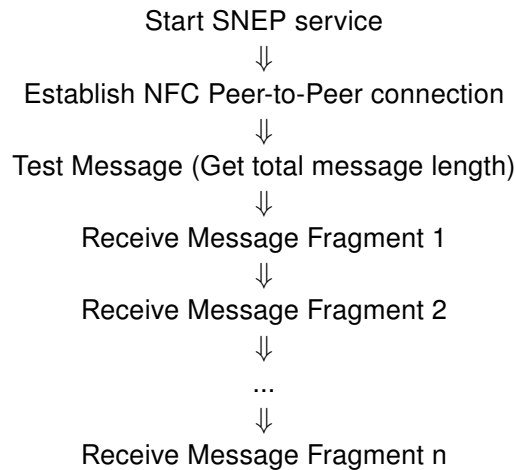 Start SNEP service
⇓
Establish NFC Peer-to-Peer connection
⇓
Test Message (Get total message length)
⇓
Receive Message Fragment 1
⇓
Receive Message Fragment 2
⇓
...
⇓
Receive Message Fragment n